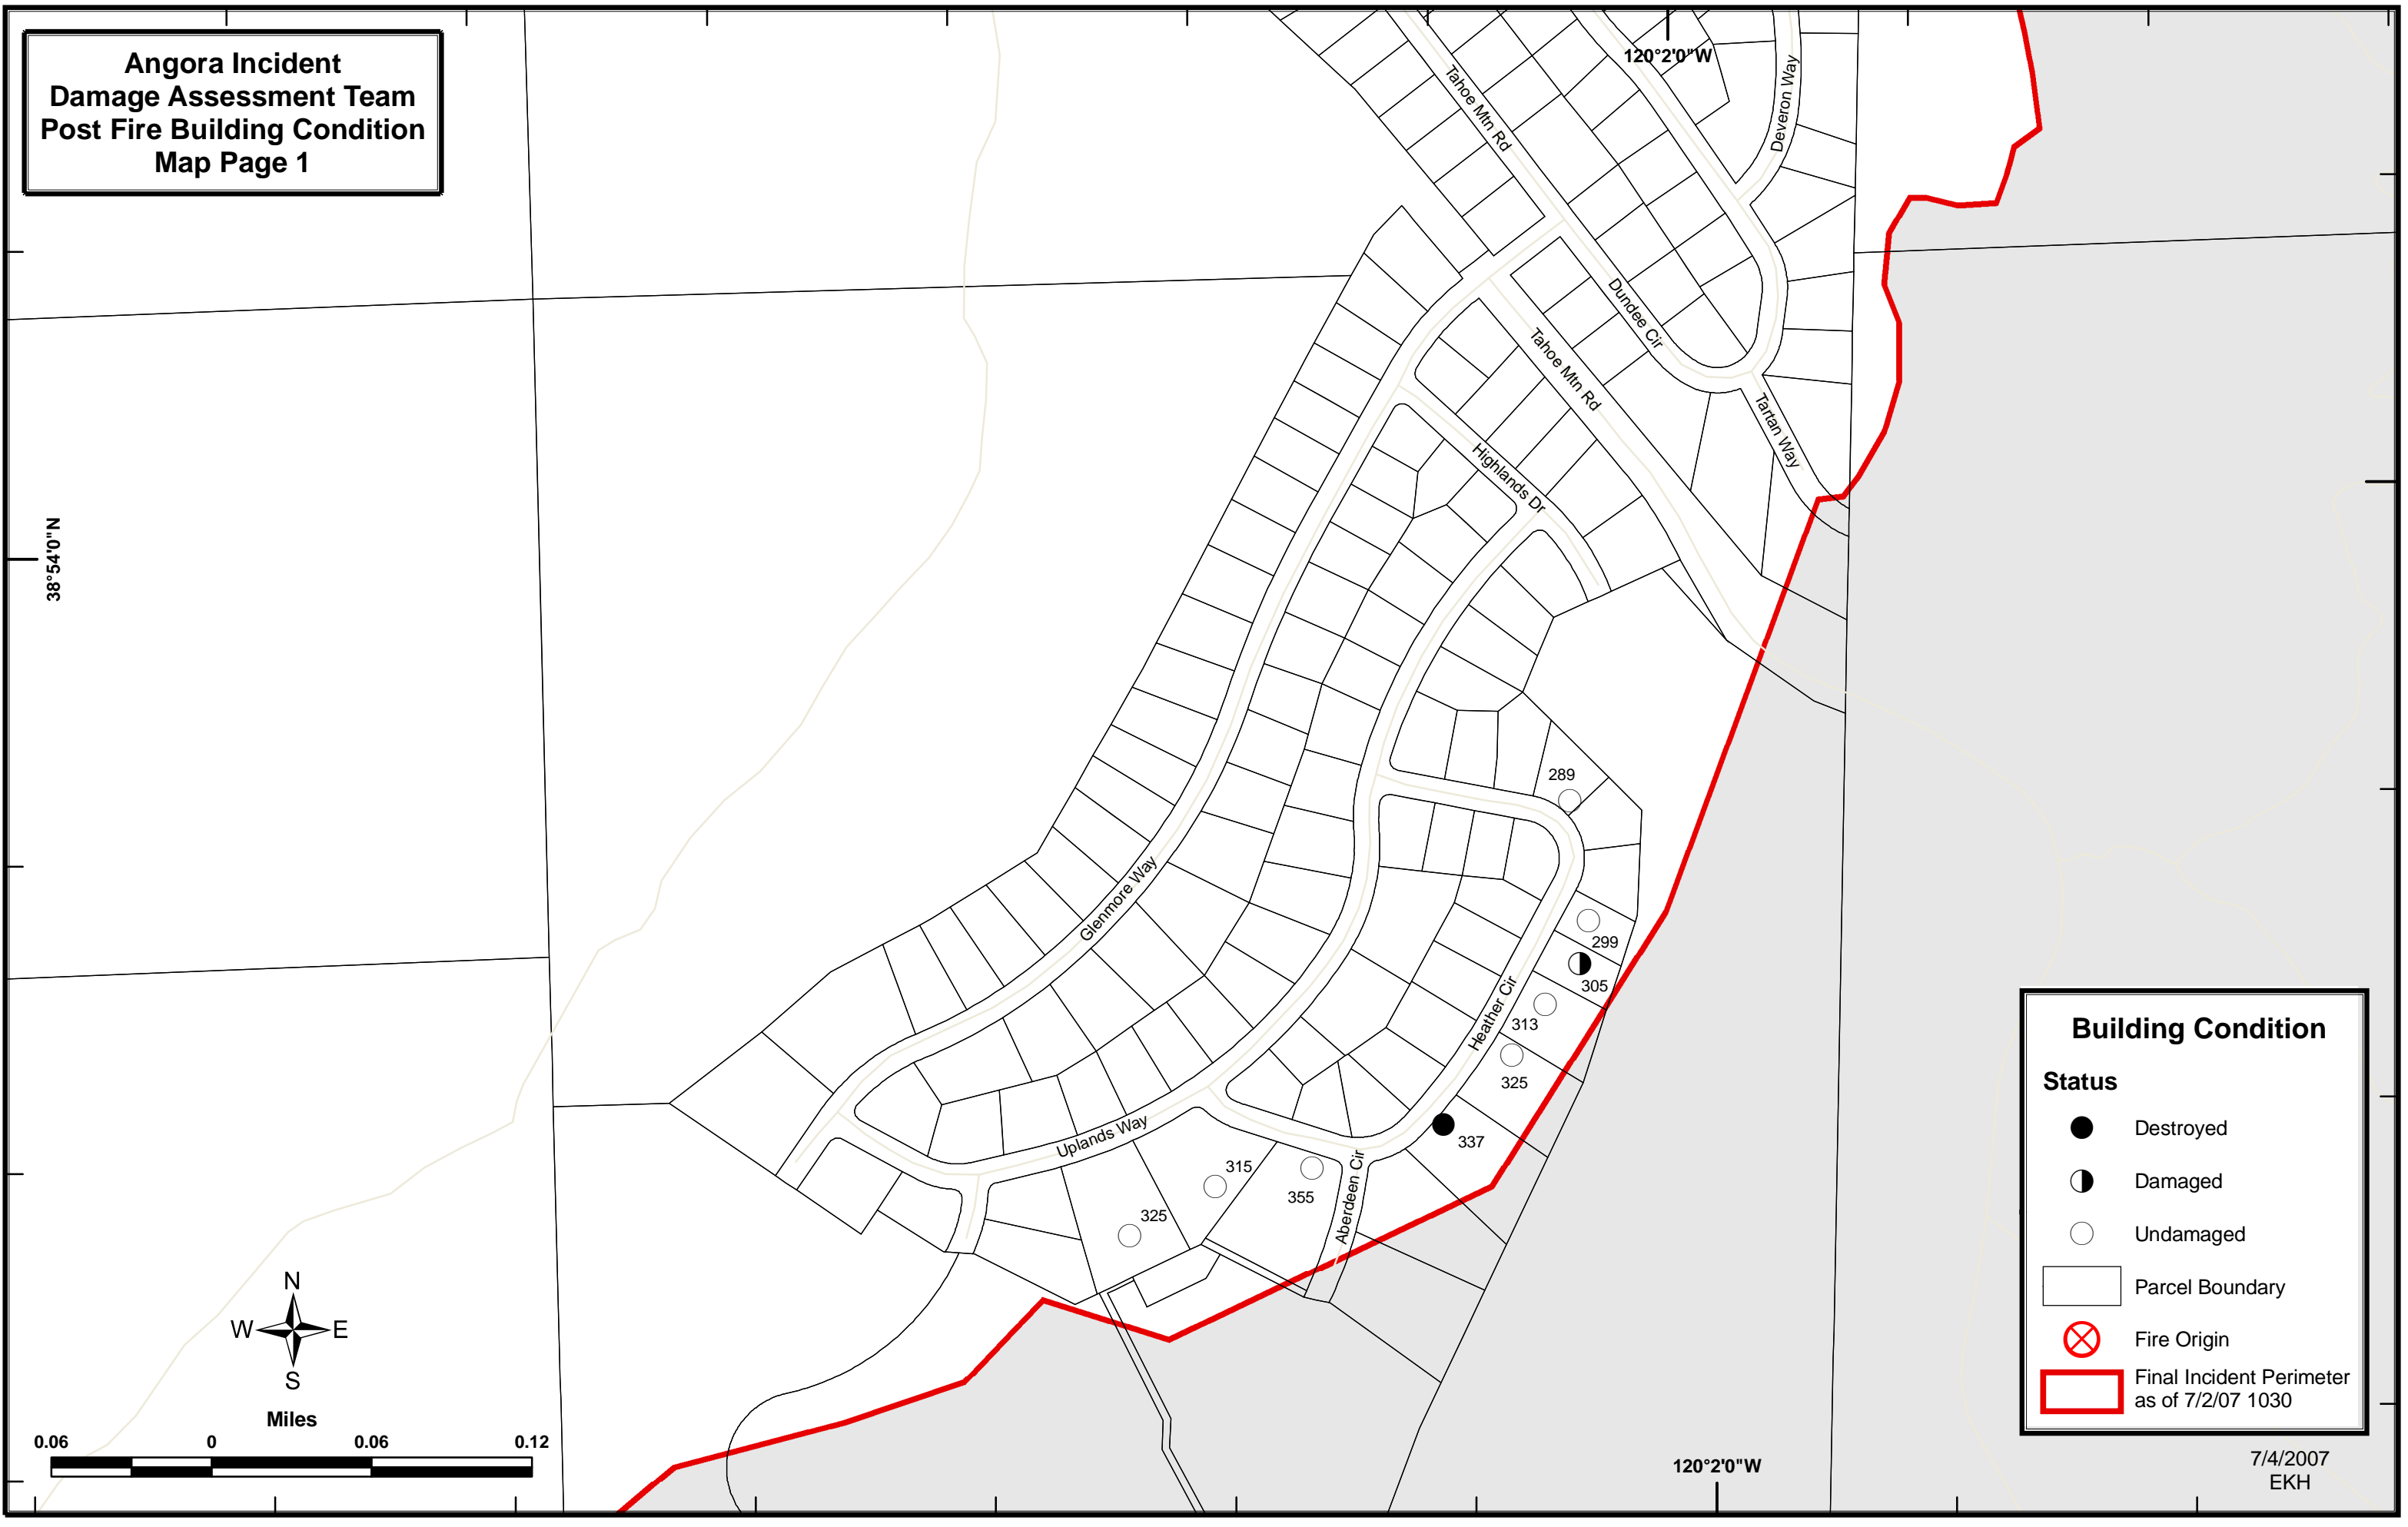 Angora Incident
Damage Assessment Team
Post Fire Building Condition
Map Page 1
120°2'0"W
Tahoe Mtn Rd
Deveron Way
Dundee Cir
Tahoe Mtn Rd
Tartan Way
Highlands Dr
38°54'0"N
289
Glenmore Way
299
305
Heather Cir
313
325
337
Uplands Way
315
355
Aberdeen Cir
325
N
W E
S
Miles
0.06 0 0.06 0.12
Building Condition
Status
Destroyed
Damaged
Undamaged
Parcel Boundary
Fire Origin
Final Incident Perimeter
as of 7/2/07 1030
120°2'0"W
7/4/2007
EKH